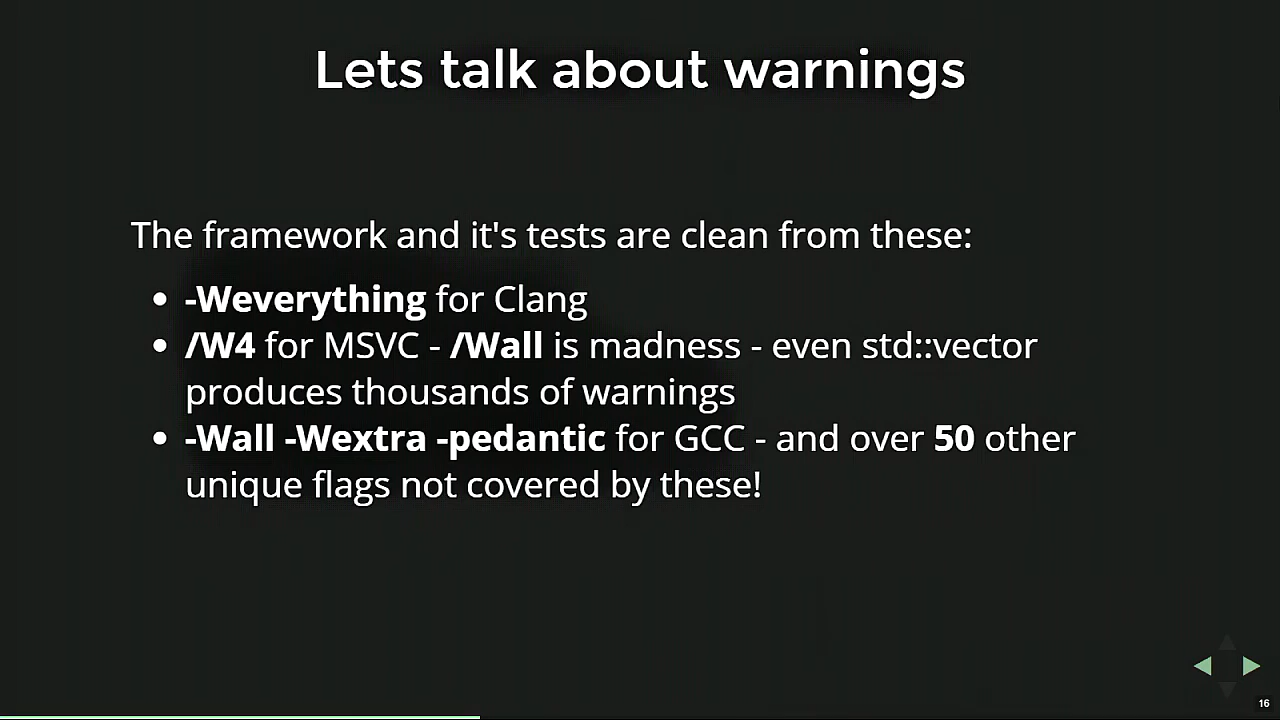 Lets talk about warnings
The framework and it's tests are clean from these:
• -Weverything for Clang
• /W4 for MSVC - /Wall is madness - even std::vector
produces thousands of warnings
• -Wall -Wextra -pedantic for GCC - and over 50 other
unique flags not covered by these!
16